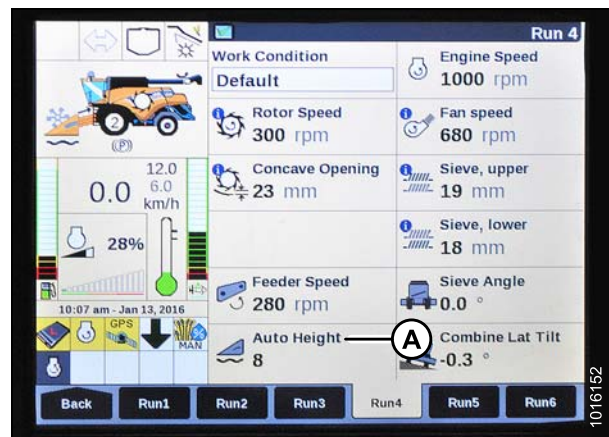 Run 4
Work Condition
Default
Engine Speed
1000 rpm
Rotor Speed
300 rpm
Fan speed
680 rpm
Concave Opening
23 mm
Sieve, upper
19 mm
Sieve, lower
18 mm
Feeder Speed
280 rpm
Sieve Angle
0.0 °
Auto Height
8
A
Combine Lat Tilt
-0.3 °
2
(P)
0.0
12.0
6.0
km/h
28%
10:07 am - Jan 13, 2016
GPS
%
MAN
Back
Run1
Run2
Run3
Run4
Run5
Run6
1016152